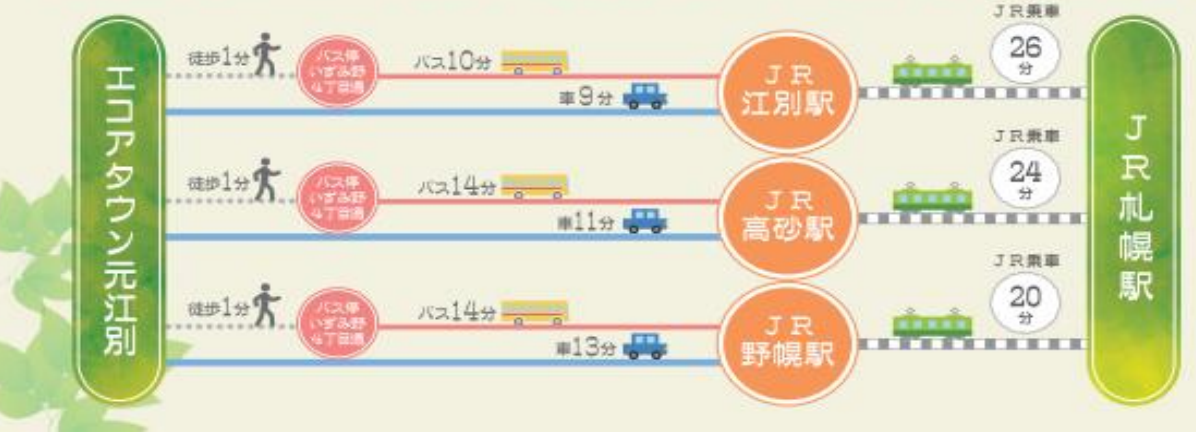 エコアタウン元江別
徒歩1分
バス停
いずみ野
4丁目通
バス10分
車9分
JR
江別駅
JR乗車
26
分
徒歩1分
バス停
いずみ野
4丁目通
バス14分
車11分
JR
高砂駅
JR乗車
24
分
徒歩1分
バス停
いずみ野
4丁目通
バス14分
車13分
JR
野幌駅
JR乗車
20
分
JR札幌駅